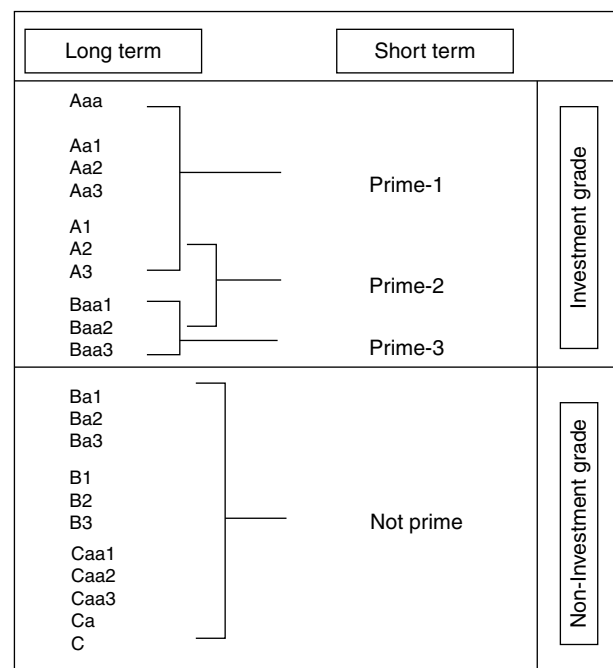 Long term
Short term
Aaa
Aa1
Aa2
Aa3
Prime-1
A1
A2
A3
Prime-2
Baa1
Baa2
Baa3
Prime-3
Investment grade
Ba1
Ba2
Ba3
B1
B2
B3
Not prime
Caa1
Caa2
Caa3
Ca
C
Non-Investment grade